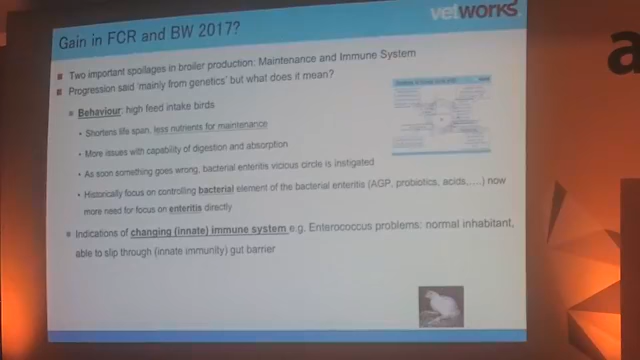 Gain in FCR and BW 2017?
vetworks
Two important spoilages in broiler production: Maintenance and Immune System
Progression said 'mainly from genetics' but what does it mean?
Behaviour: high feed intake birds
Shortens life span, less nutrients for maintenance
More issues with capability of digestion and absorption
As soon something goes wrong, bacterial enteritis vicious circle is instigated
Historically focus on controlling bacterial element of the bacterial enteritis (AGP, probiotics, acids,.....) now
more need for focus on enteritis directly
Indications of changing (innate) immune system e.g. Enterococcus problems: normal inhabitant,
able to slip through (innate immunity) gut barrier
a